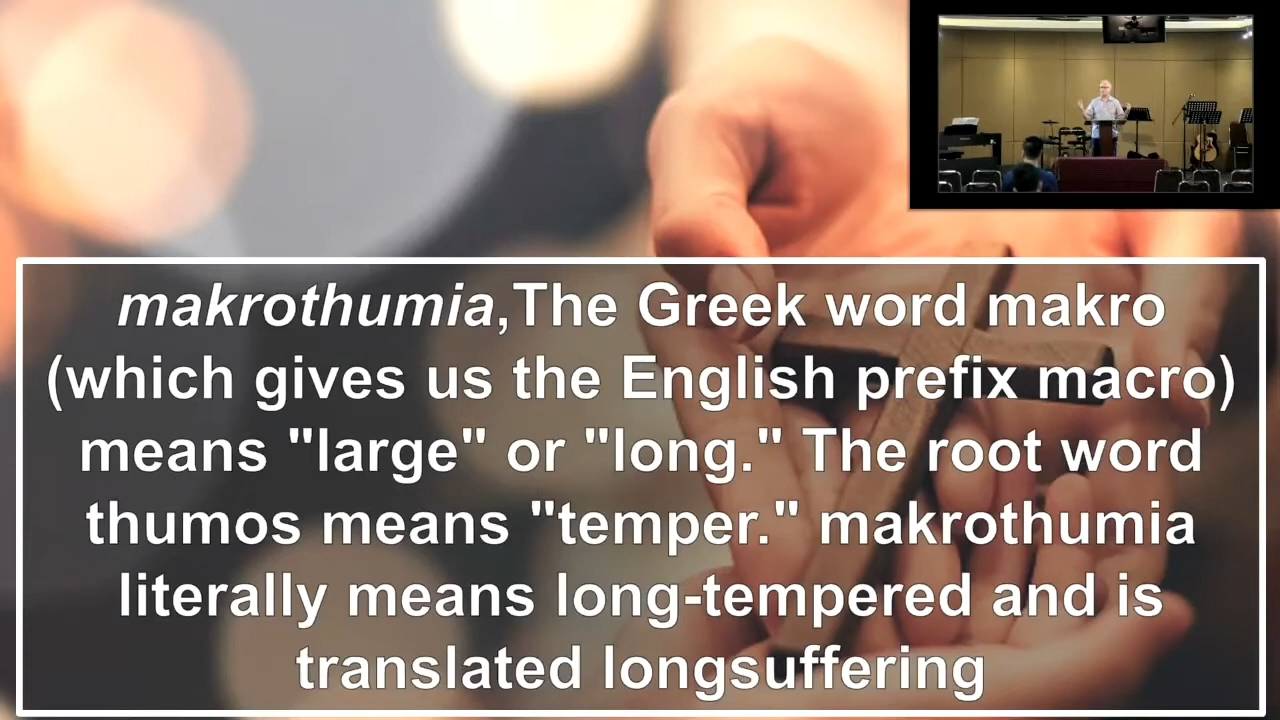 makrothumia,The Greek word makro
(which gives us the English prefix macro)
means "large" or "long." The root word
thumos means "temper." makrothumia
literally means long-tempered and is
translated longsuffering